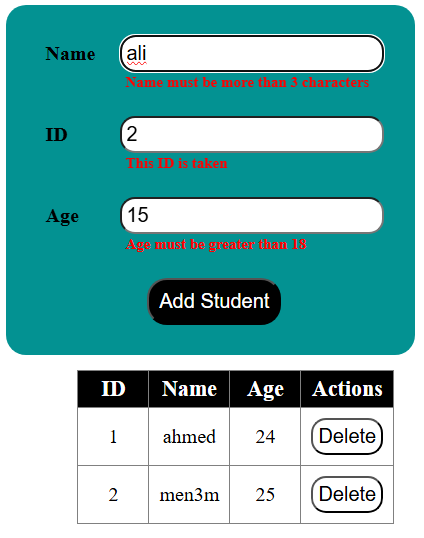 Name ali
Name must be more than 3 characters
ID 2
This ID is taken
Age 15
Age must be greater than 18
Add Student
ID Name Age Actions
1 ahmed 24 Delete
2 men3m 25 Delete